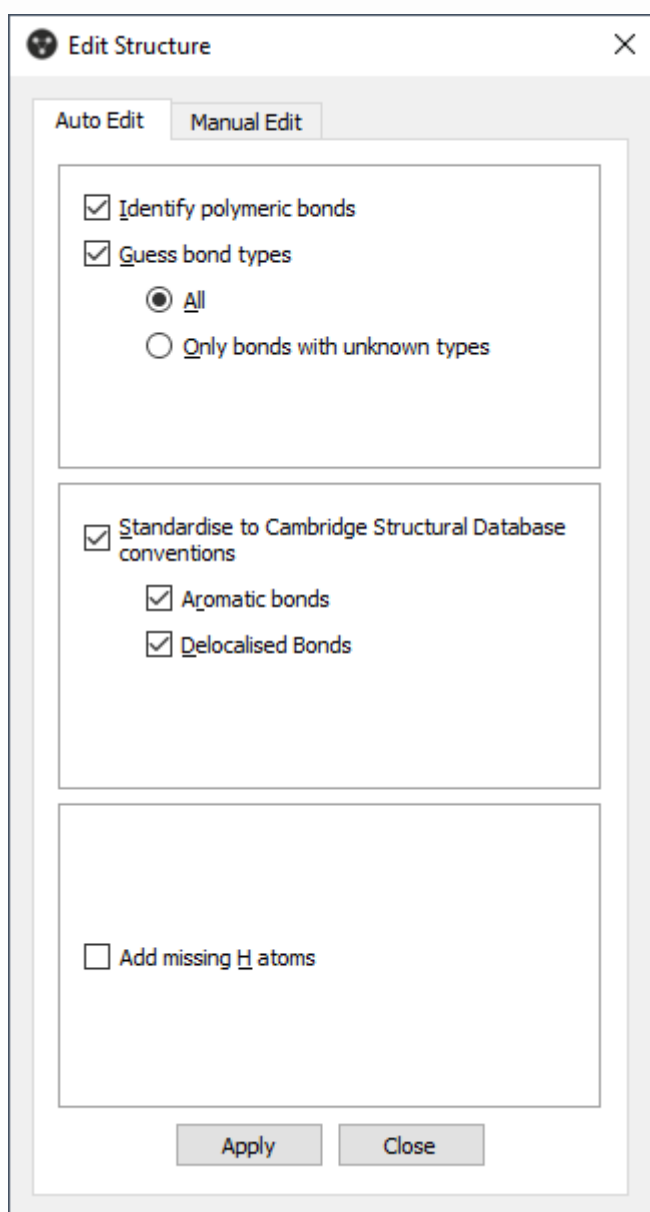 Edit Structure
Auto Edit
Manual Edit
Identify polymeric bonds
Guess bond types
All
Only bonds with unknown types
Standardise to Cambridge Structural Database
conventions
Aromatic bonds
Delocalised Bonds
Add missing H atoms
Apply
Close